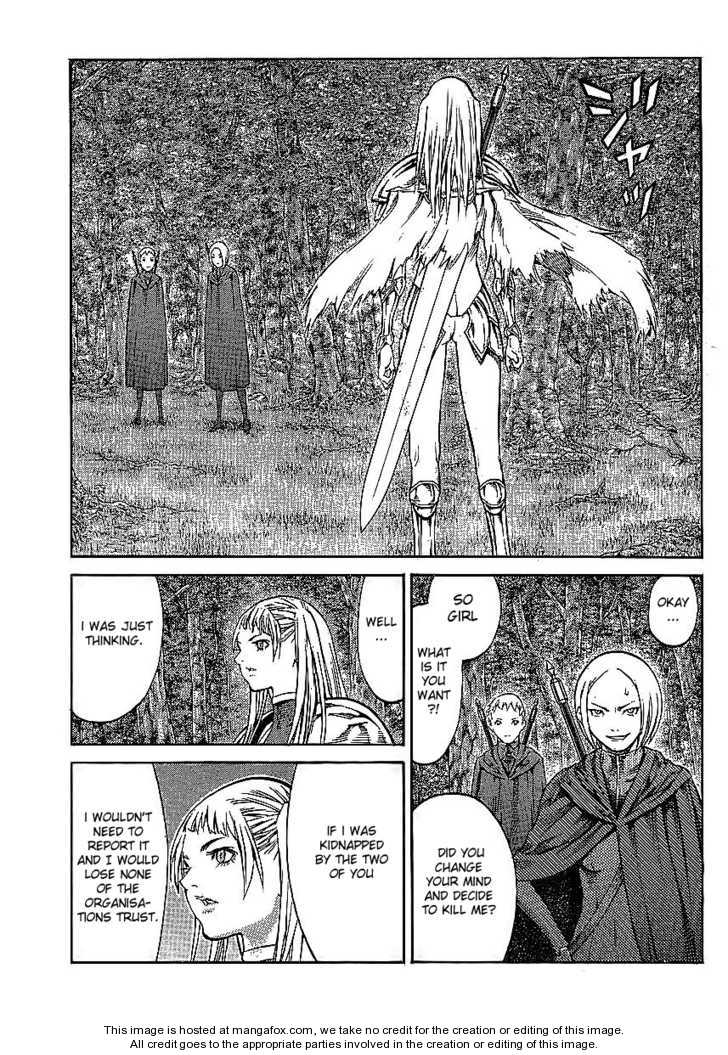 ジャッ
OKAY
...
SO
GIRL
WHAT
IS IT
YOU
WANT
?!
DID YOU
CHANGE
YOUR MIND
AND DECIDE
TO KILL ME?
WELL
...
I WAS JUST
THINKING.
IF I WAS
KIDNAPPED
BY THE TWO
OF YOU
I WOULDN'T
NEED TO
REPORT IT
AND I WOULD
LOSE NONE
OF THE
ORGANISA-
TIONS TRUST.
This image is hosted at mangafox.com, we take no credit for the creation or editing of this image.
All credit goes to the appropriate parties involved in the creation or editing of this image.